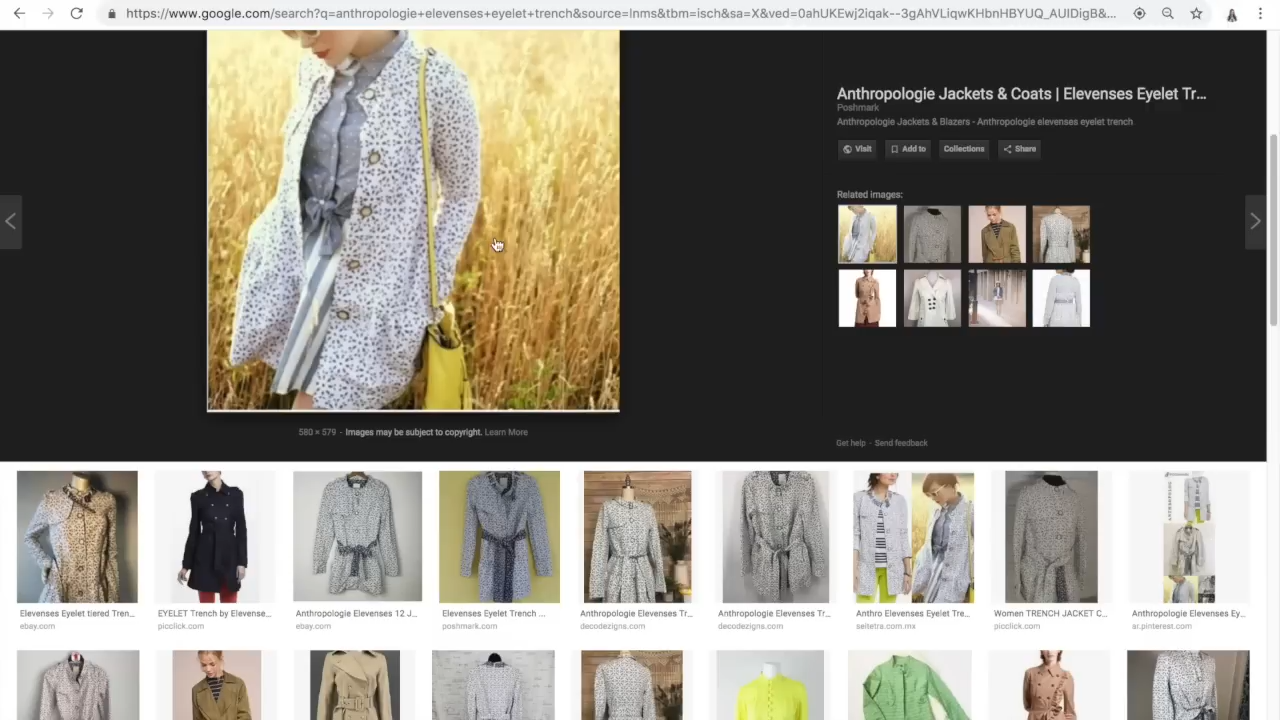 https://www.google.com/search?q=anthropologie+elevenses+eyelet+trench&source=lnms&tbm=isch&sa=X&ved=0ahUKEwj2iqak--3gAhVLiqwKHbnHBYUQ_AUIDigB&...
Anthropologie Jackets & Coats | Elevenses Eyelet Tr...
Poshmark
Anthropologie Jackets & Blazers - Anthropologie elevenses eyelet trench
Visit Add to Collections Share
Related images:
580 × 579 - Images may be subject to copyright. Learn More
Get help - Send feedback
Elevenses Eyelet tiered Tren...
ebay.com
EYELET Trench by Elevense...
picclick.com
Anthropologie Elevenses 12 J...
ebay.com
Elevenses Eyelet Trench ...
poshmark.com
Anthropologie Elevenses Tr...
decodezigns.com
Anthropologie Elevenses Tr...
decodezigns.com
Anthro Elevenses Eyelet Tre...
seitetra.com.mx
Women TRENCH JACKET C...
picclick.com
Anthropologie Elevenses Ey...
ar.pinterest.com